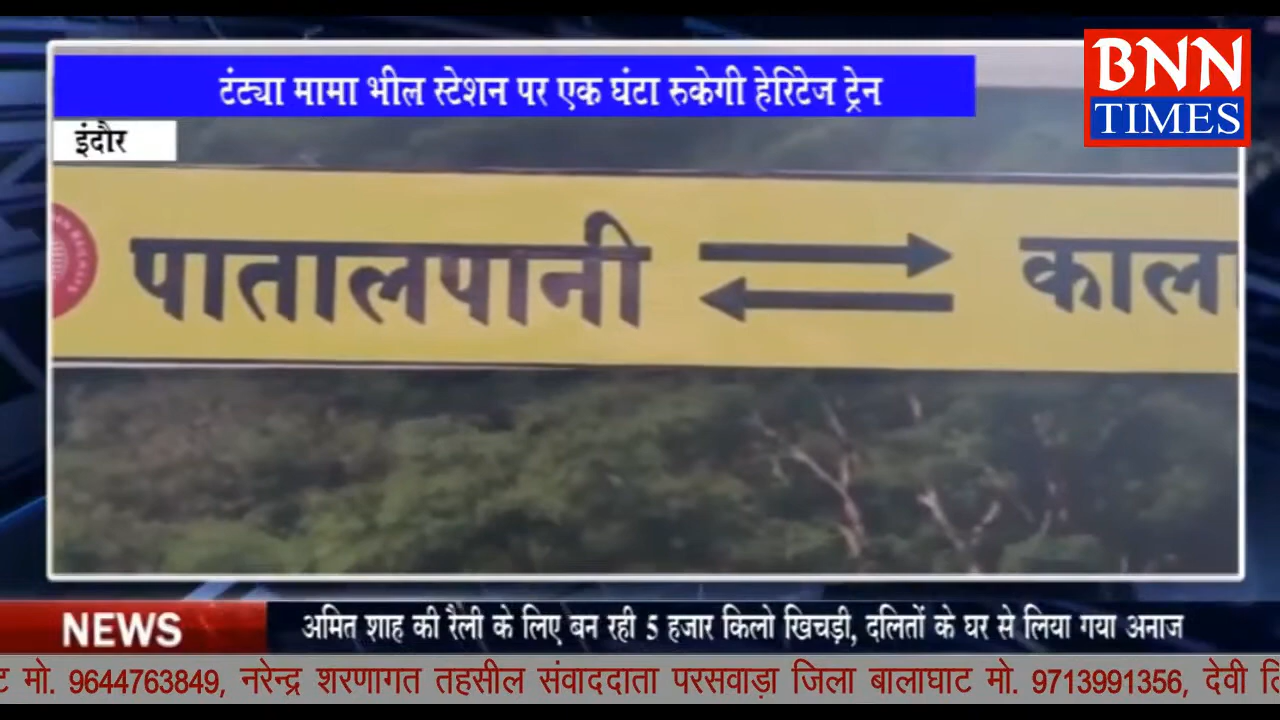 BNN
TIMES
टंट्या मामा भील स्टेशन पर एक घंटा रुकेगी हेरिटेज ट्रेन
इंदौर
पातालपानी
NEWS
अमित शाह की रैली के लिए बन रही 5 हजार किलो खिचड़ी, दलितों के घर से लिया गया अनाज
मो. 9644763849, नरेन्द्र शरणागत तहसील संवाददाता परसवाड़ा जिला बालाघाट मो. 9713991356, देवी